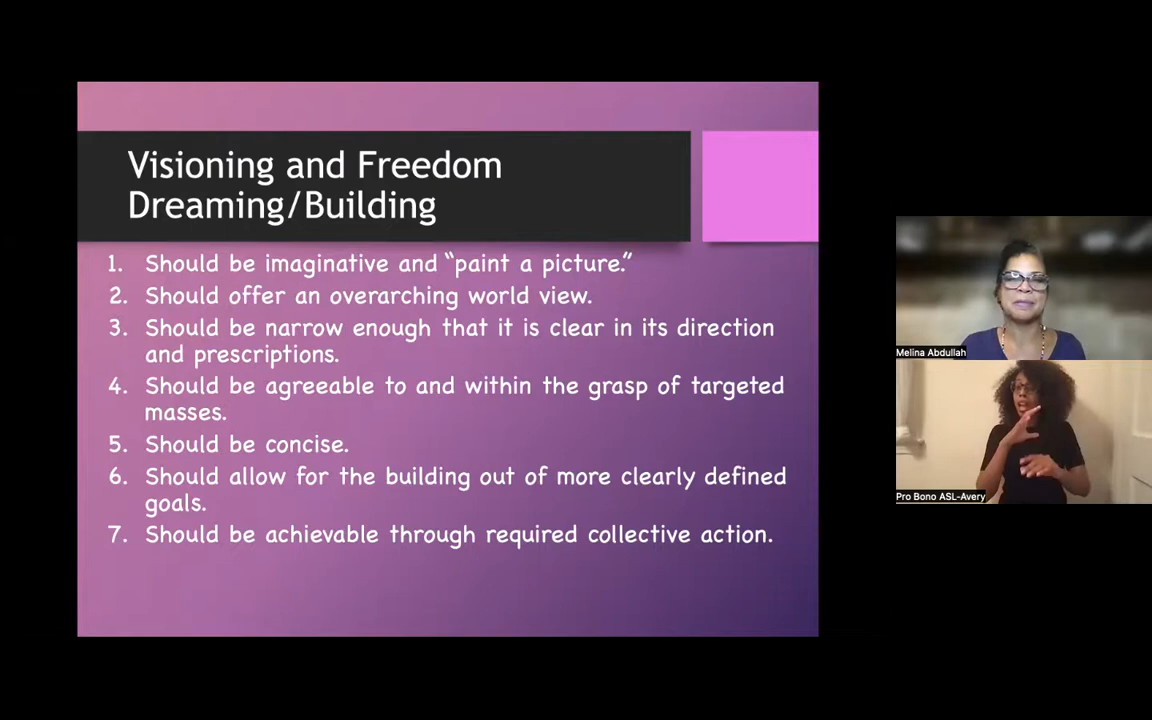 Visioning and Freedom
Dreaming/Building
1. Should be imaginative and “paint a picture.”
2. Should offer an overarching world view.
3. Should be narrow enough that it is clear in its direction
and prescriptions.
4. Should be agreeable to and within the grasp of targeted
masses.
5. Should be concise.
6. Should allow for the building out of more clearly defined
goals.
7. Should be achievable through required collective action.
Melina Abdullah
Pro Bono ASL-Avery